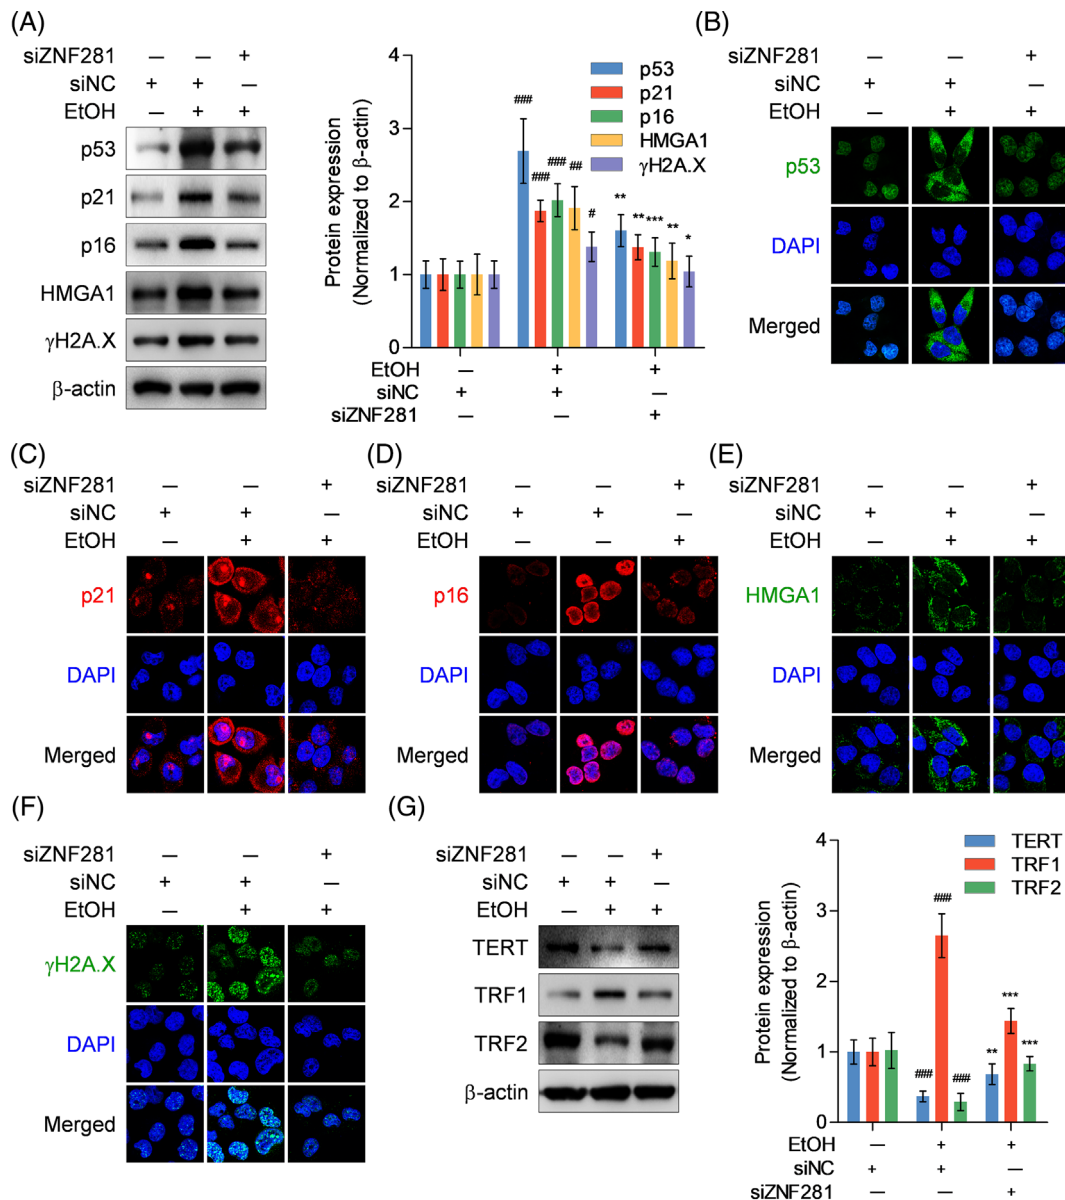 (A)
siZNF281 — — +
siNC + + —
EtOH — + +
p53
p21
p16
HMGA1
γH2A.X
β-actin
Protein expression
(Normalized to β-actin)
4
3
2
1
0
p53
p21
p16
HMGA1
γH2A.X
###
###
###
##
#
**
**
***
**
*
EtOH — + +
siNC + + —
siZNF281 — — +
(B)
siZNF281 — — +
siNC + + —
EtOH — + +
p53
DAPI
Merged
(C)
siZNF281 — — +
siNC + + —
EtOH — + +
p21
DAPI
Merged
(D)
siZNF281 — — +
siNC + + —
EtOH — + +
p16
DAPI
Merged
(E)
siZNF281 — — +
siNC + + —
EtOH — + +
HMGA1
DAPI
Merged
(F)
siZNF281 — — +
siNC + + —
EtOH — + +
γH2A.X
DAPI
Merged
(G)
siZNF281 — — +
siNC + + —
EtOH — + +
TERT
TRF1
TRF2
β-actin
Protein expression
(Normalized to β-actin)
4
3
2
1
0
TERT
TRF1
TRF2
###
###
###
**
***
***
EtOH — + +
siNC + + —
siZNF281 — — +